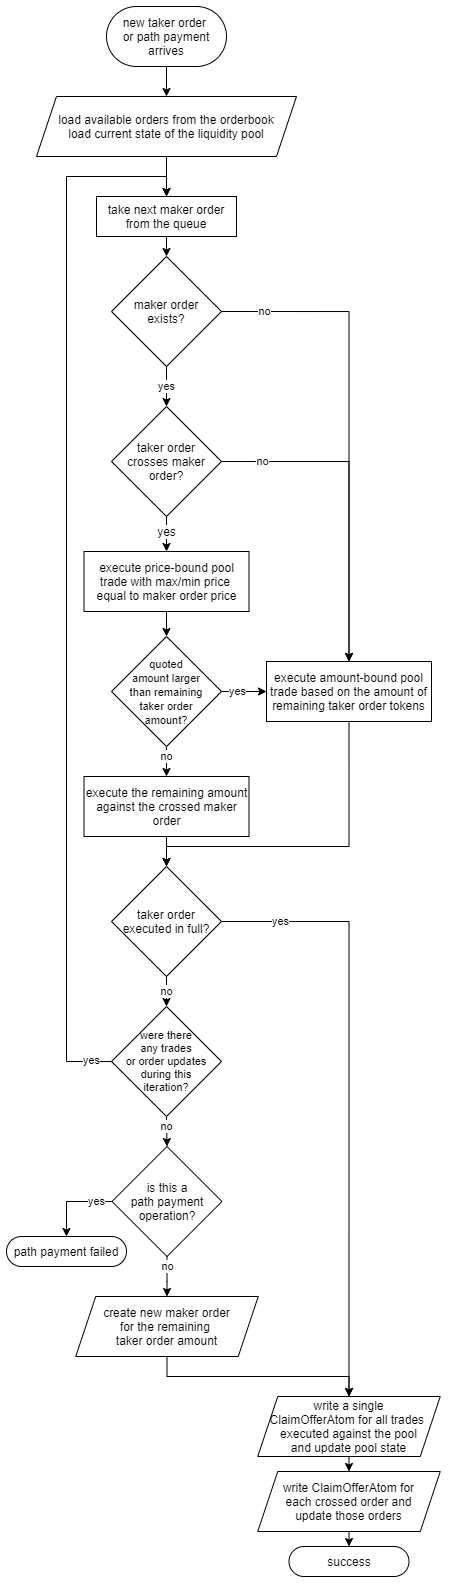 new taker order
or path payment
arrives
load available orders from the orderbook
load current state of the liquidity pool
take next maker order
from the queue
maker order
exists?
no
yes
taker order
crosses maker
order?
no
yes
execute price-bound pool
trade with max/min price
equal to maker order price
quoted
amount larger
than remaining
taker order
amount?
yes
execute amount-bound pool
trade based on the amount of
remaining taker order tokens
no
execute the remaining amount
against the crossed maker
order
taker order
executed in full?
yes
no
were there
any trades
or order updates
during this
iteration?
yes
no
is this a
path payment
operation?
yes
path payment failed
no
create new maker order
for the remaining
taker order amount
write a single
ClaimOfferAtom for all trades
executed against the pool
and update pool state
write ClaimOfferAtom for
each crossed order and
update those orders
success